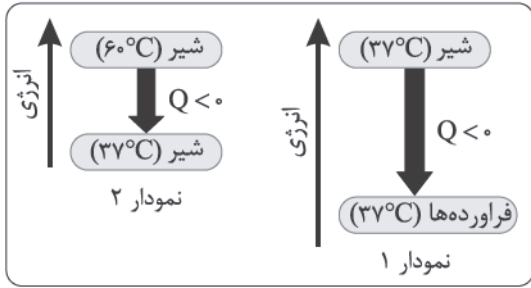 انرژی
شیر (۳۷°C)
Q < ۰
فراورده‌ها (۳۷°C)
نمودار ۱
انرژی
شیر (۶۰°C)
Q < ۰
شیر (۳۷°C)
نمودار ۲